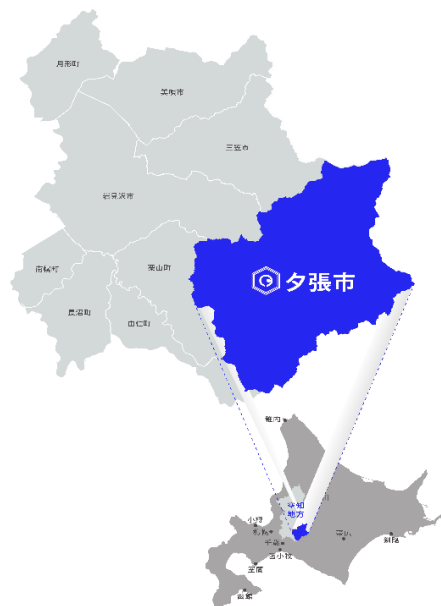 月形町
美唄市
三笠市
岩見沢市
夕張市
南幌町
栗山町
長沼町
由仁町
稚内
空知
地方
川
小樽
札幌
千歳
帯広
釧路
苫小牧
室蘭
函館